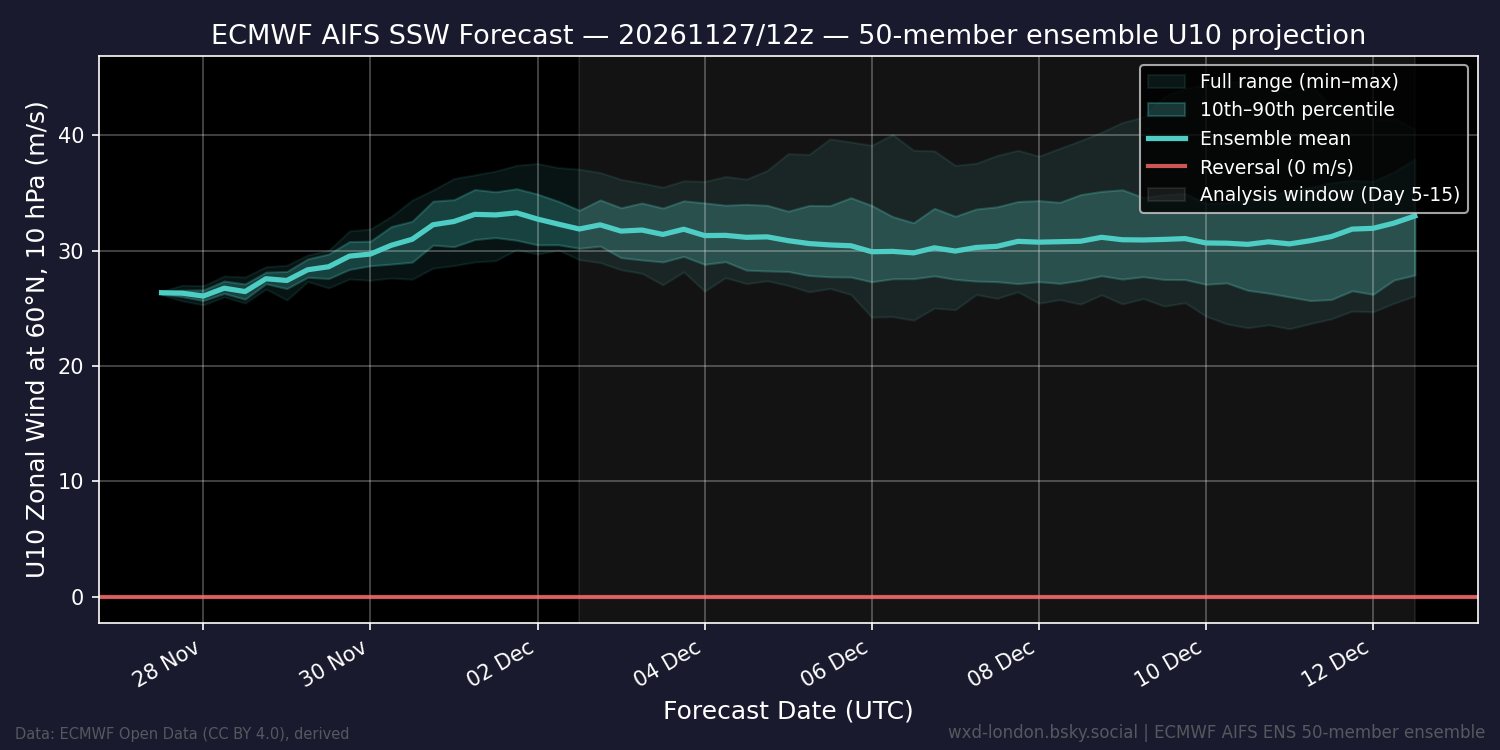 ECMWF AIFS SSW Forecast — 20261127/12z — 50-member ensemble U10 projection
Full range (min–max)
10th–90th percentile
Ensemble mean
Reversal (0 m/s)
Analysis window (Day 5-15)
U10 Zonal Wind at 60°N, 10 hPa (m/s)
40
30
20
10
0
28 Nov
30 Nov
02 Dec
04 Dec
06 Dec
08 Dec
10 Dec
12 Dec
Forecast Date (UTC)
Data: ECMWF Open Data (CC BY 4.0), derived
wxd-london.bsky.social | ECMWF AIFS ENS 50-member ensemble